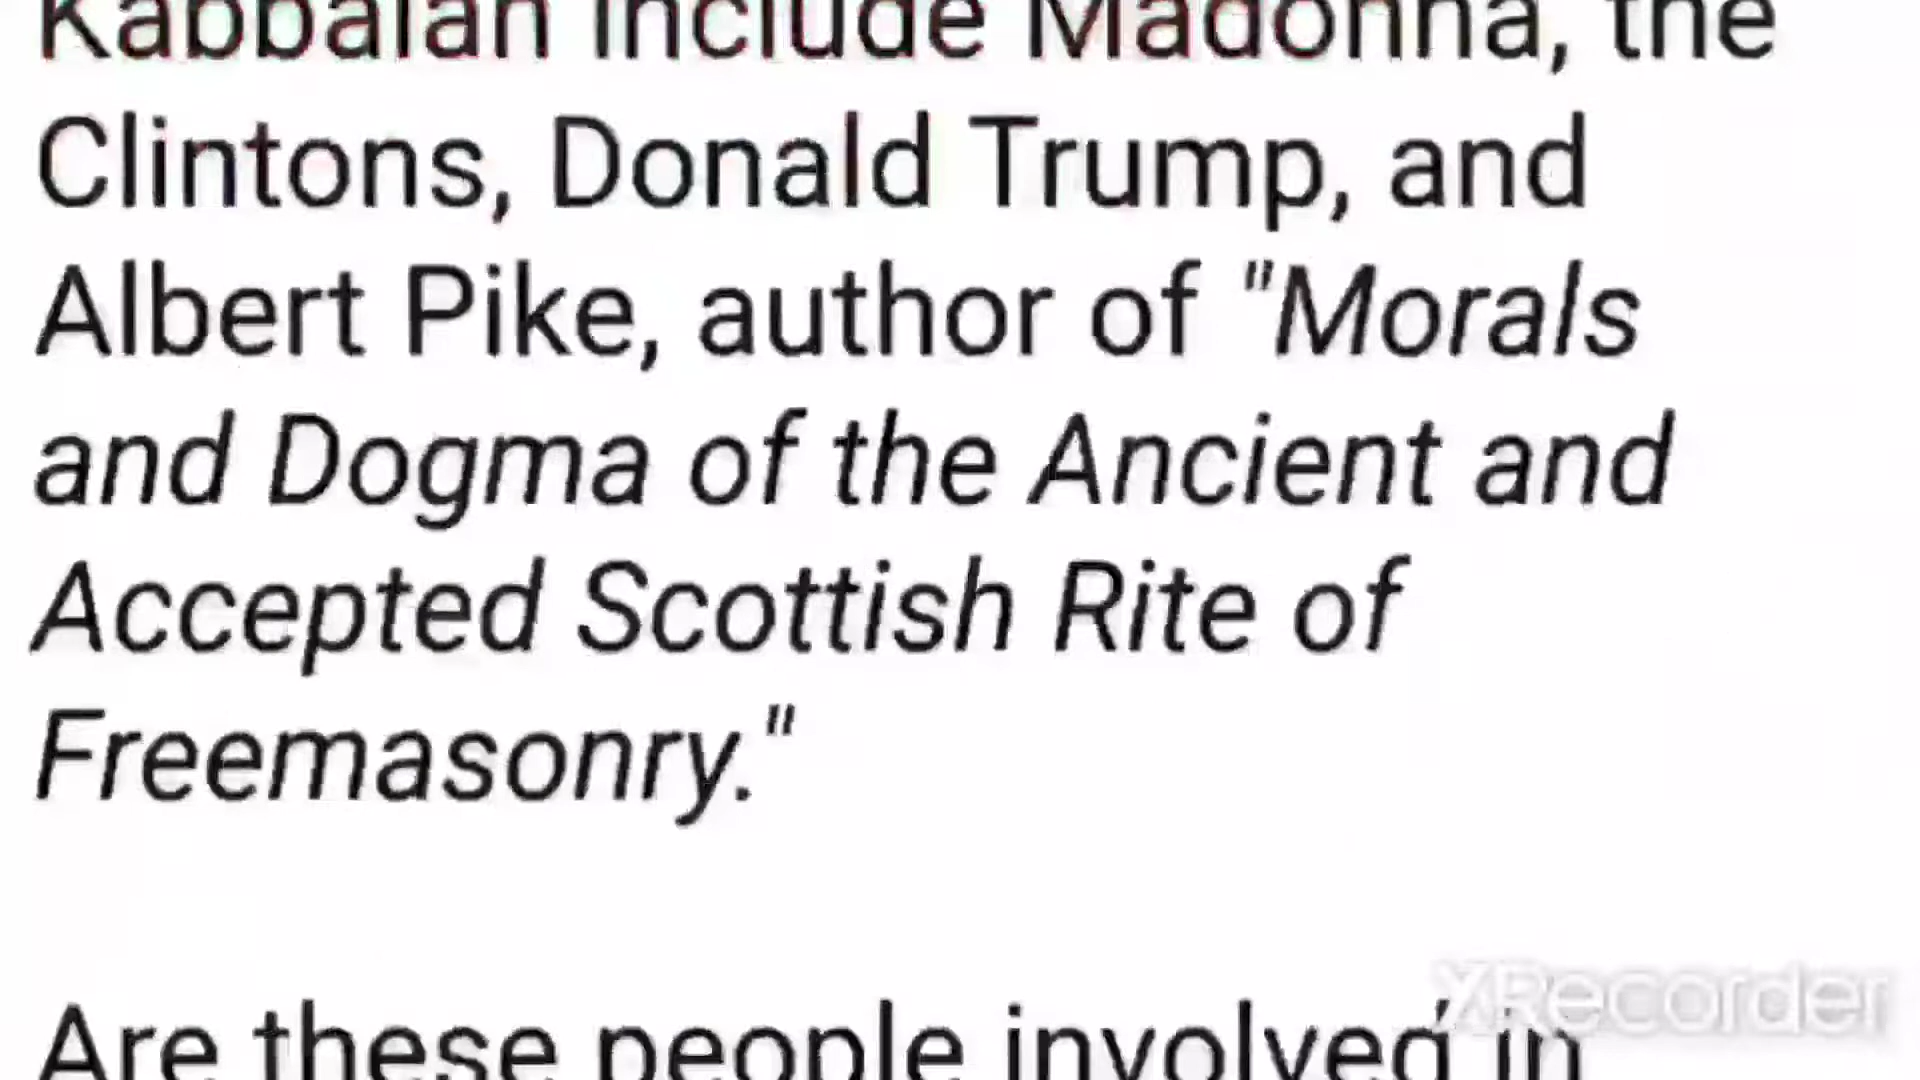 Kabbalah include Madonna, the
Clintons, Donald Trump, and
Albert Pike, author of "Morals
and Dogma of the Ancient and
Accepted Scottish Rite of
Freemasonry."
Are these people involved in
XRecorder